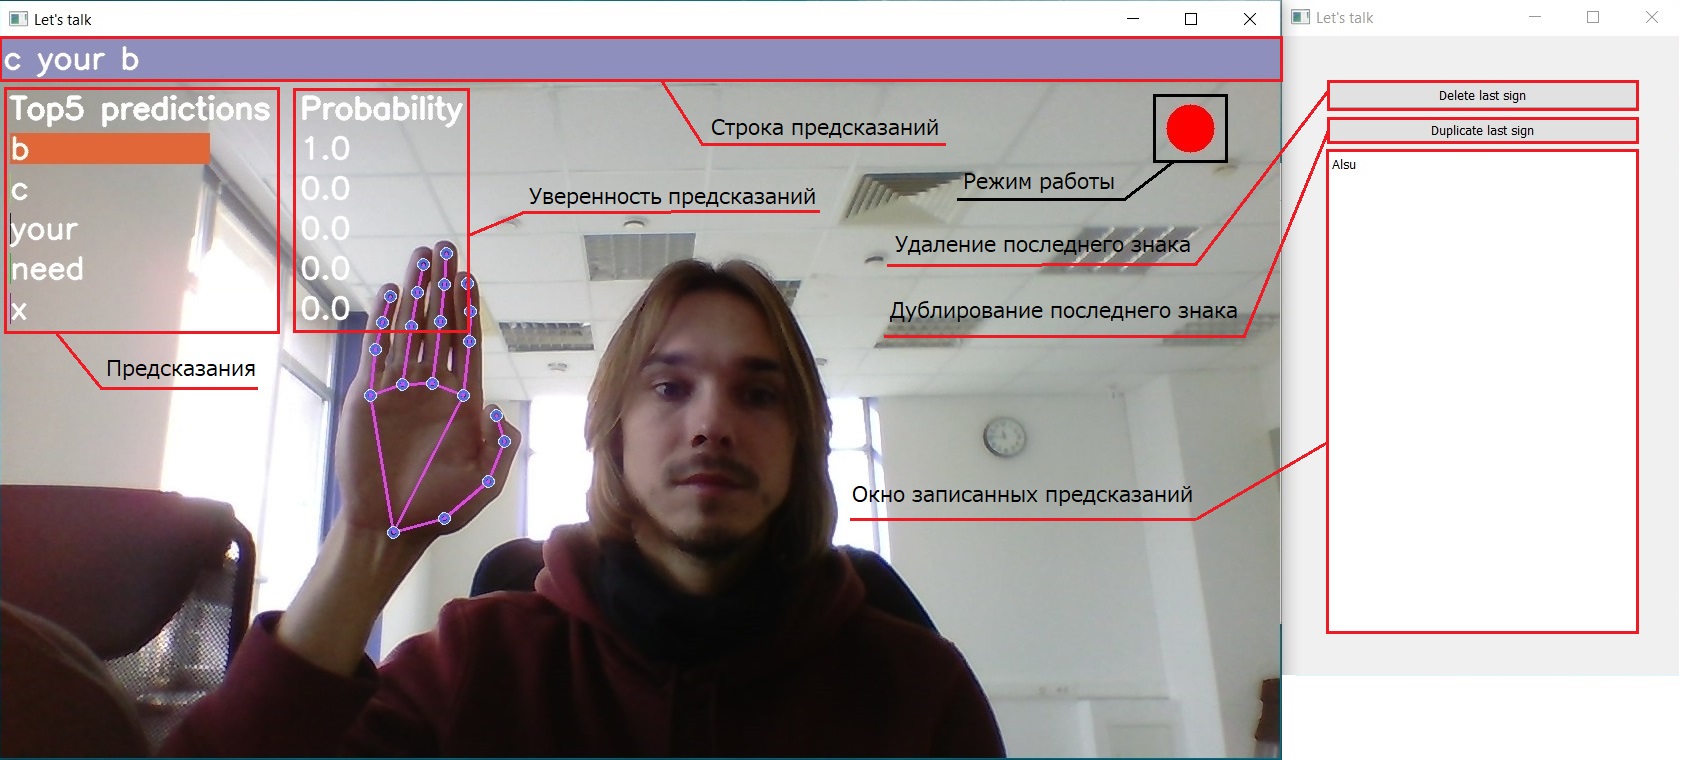 Let's talk
c your b
Top5 predictions
Probability
b
1.0
c
0.0
your
0.0
need
0.0
x
0.0
Строка предсказаний
Уверенность предсказаний
Режим работы
Удаление последнего знака
Дублирование последнего знака
Предсказания
Окно записанных предсказаний
Let's talk
Delete last sign
Duplicate last sign
Alsu